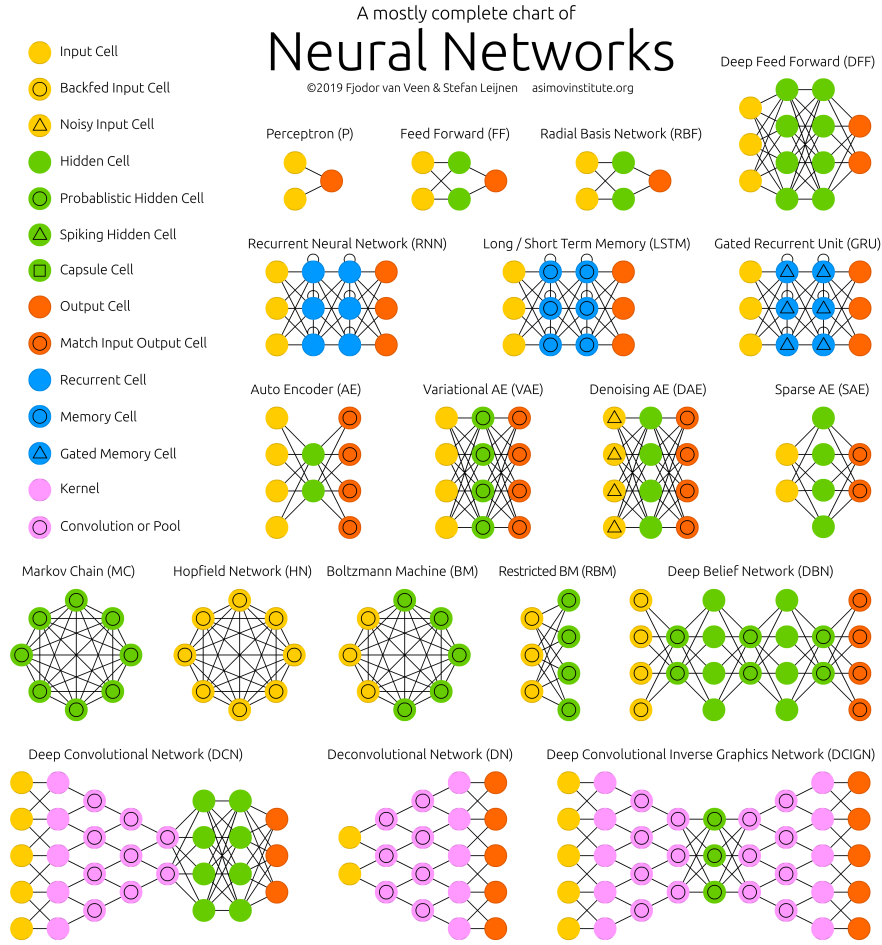 A mostly complete chart of
Neural Networks
©2019 Fjodor van Veen & Stefan Leijnen asimovinstitute.org
Input Cell
Backfed Input Cell
Noisy Input Cell
Hidden Cell
Probablistic Hidden Cell
Spiking Hidden Cell
Capsule Cell
Output Cell
Match Input Output Cell
Recurrent Cell
Memory Cell
Gated Memory Cell
Kernel
Convolution or Pool
Deep Feed Forward (DFF)
Perceptron (P)
Feed Forward (FF)
Radial Basis Network (RBF)
Recurrent Neural Network (RNN)
Long / Short Term Memory (LSTM)
Gated Recurrent Unit (GRU)
Auto Encoder (AE)
Variational AE (VAE)
Denoising AE (DAE)
Sparse AE (SAE)
Markov Chain (MC)
Hopfield Network (HN)
Boltzmann Machine (BM)
Restricted BM (RBM)
Deep Belief Network (DBN)
Deep Convolutional Network (DCN)
Deconvolutional Network (DN)
Deep Convolutional Inverse Graphics Network (DCIGN)